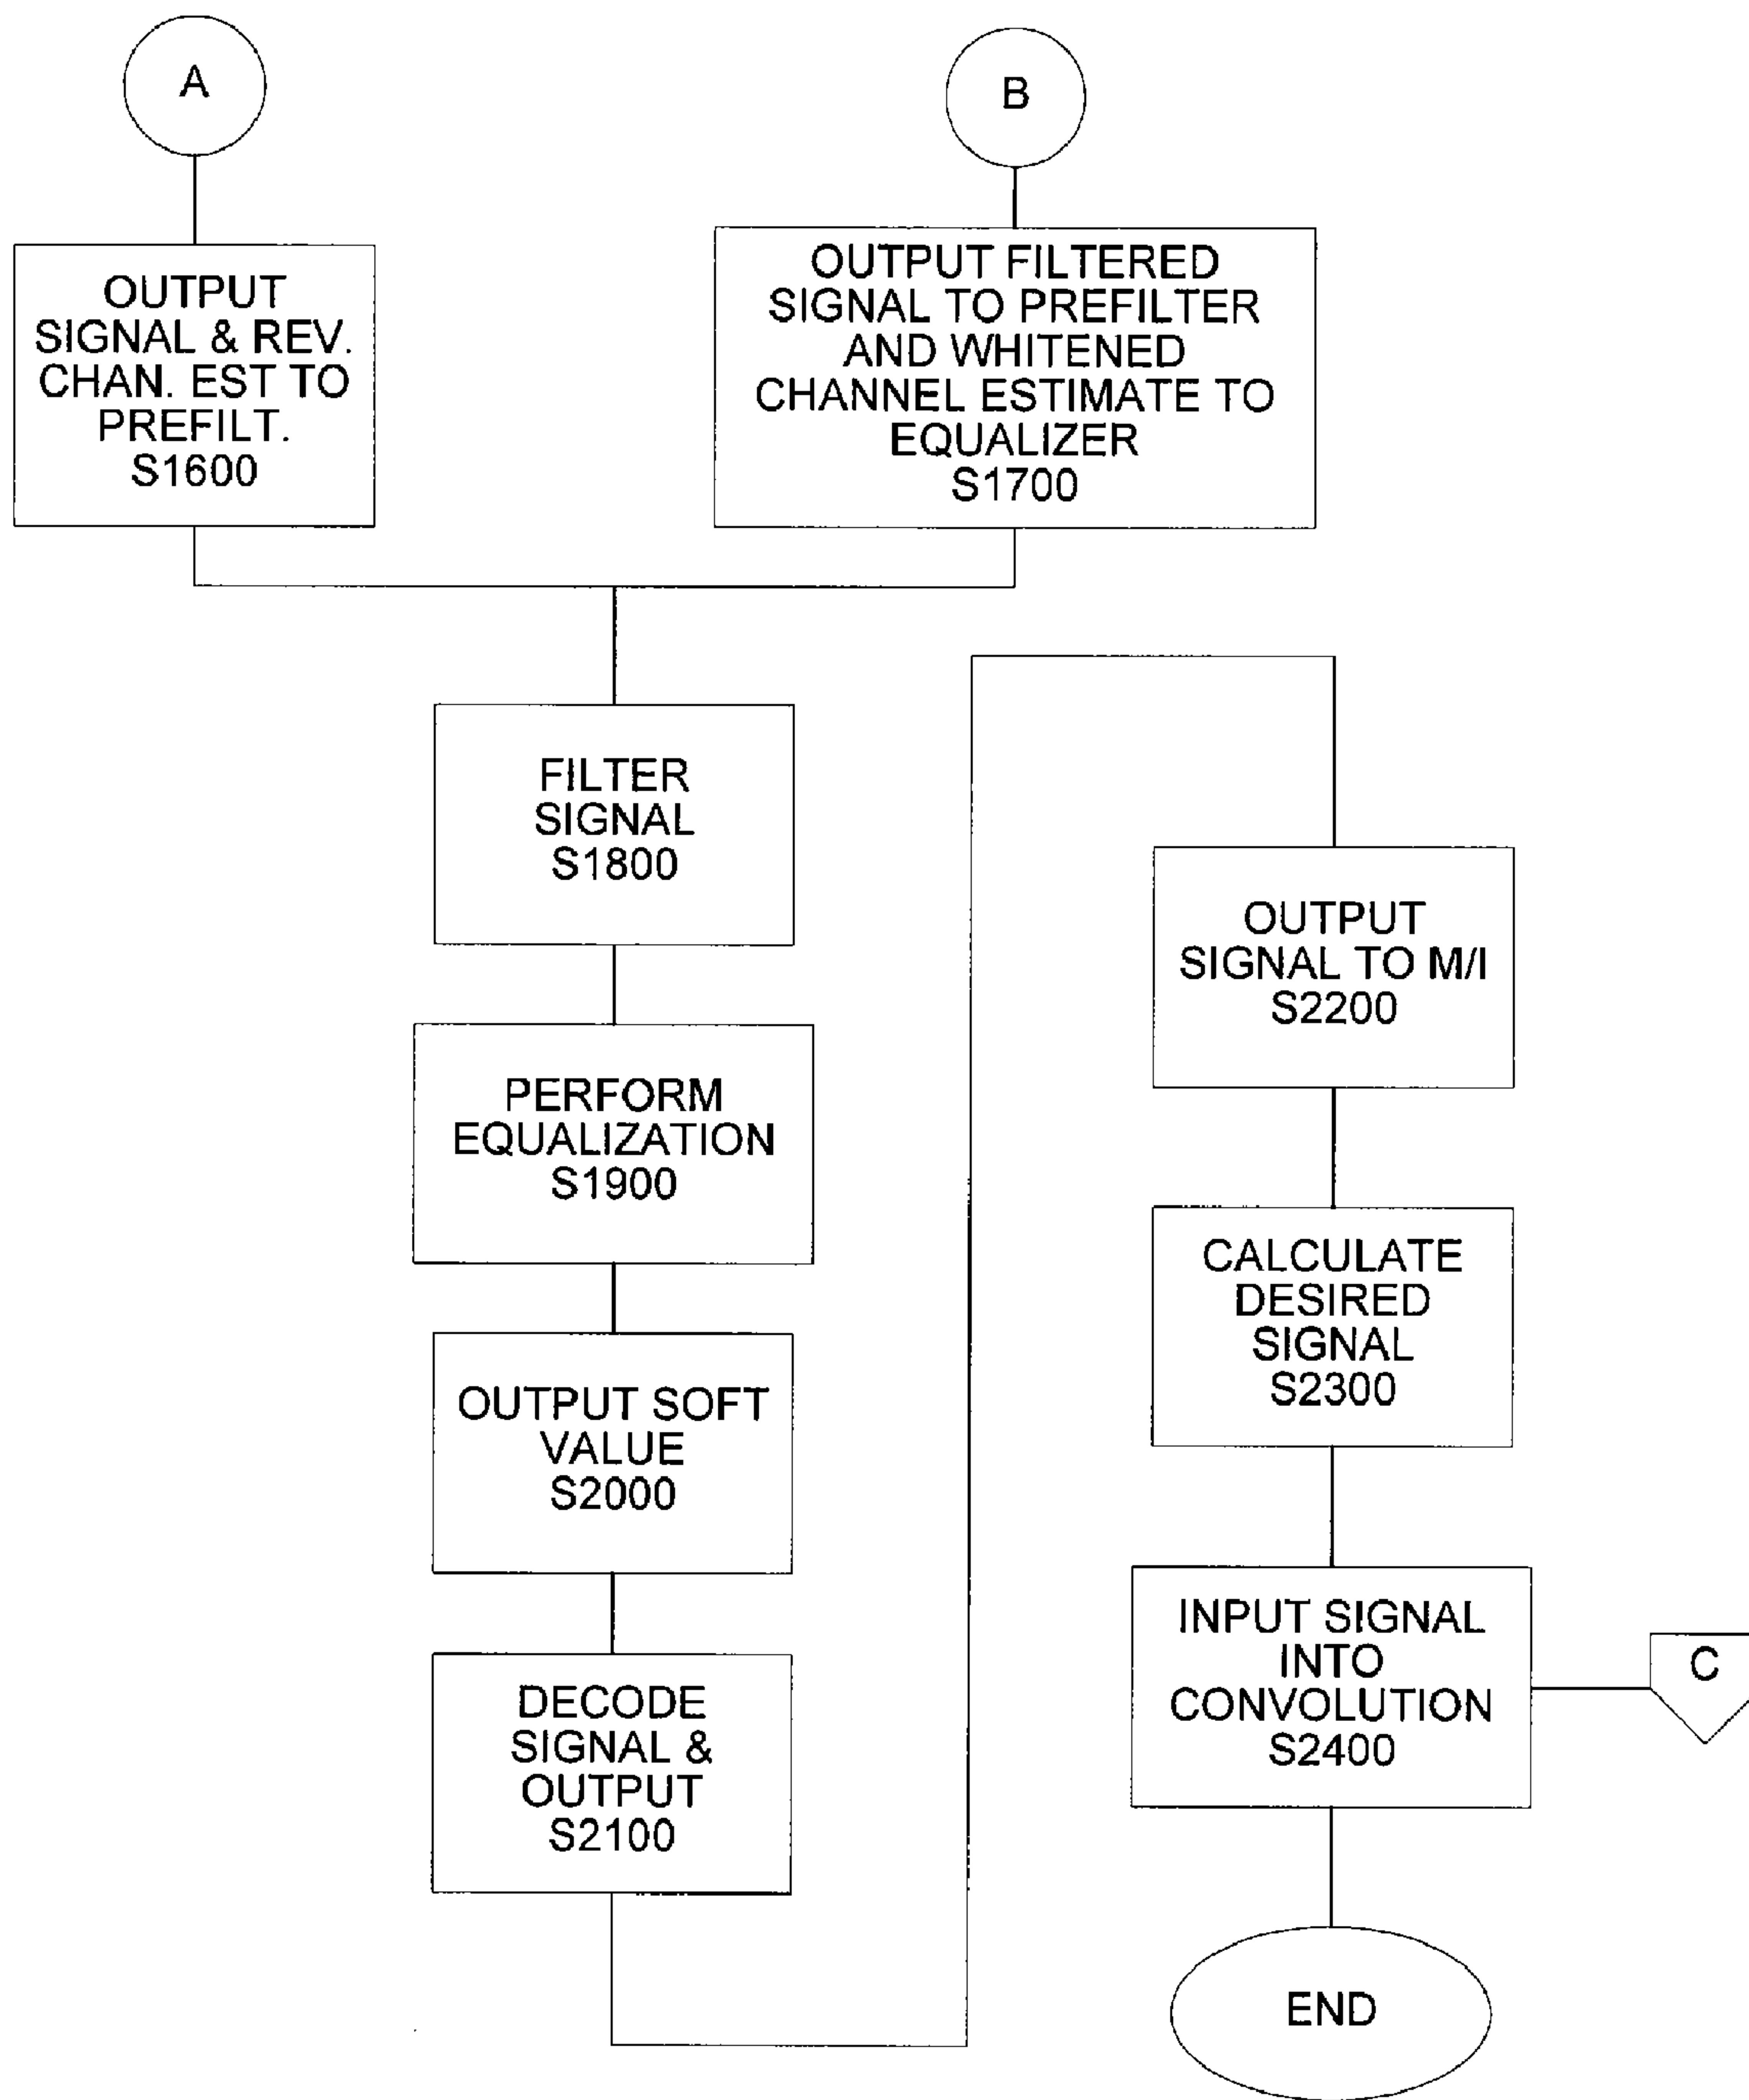 A
B
OUTPUT
SIGNAL & REV.
CHAN. EST TO
PREFILT.
S1600
OUTPUT FILTERED
SIGNAL TO PREFILTER
AND WHITENED
CHANNEL ESTIMATE TO
EQUALIZER
S1700
FILTER
SIGNAL
S1800
PERFORM
EQUALIZATION
S1900
OUTPUT SOFT
VALUE
S2000
DECODE
SIGNAL &
OUTPUT
S2100
OUTPUT
SIGNAL TO M/I
S2200
CALCULATE
DESIRED
SIGNAL
S2300
INPUT SIGNAL
INTO
CONVOLUTION
S2400
C
END